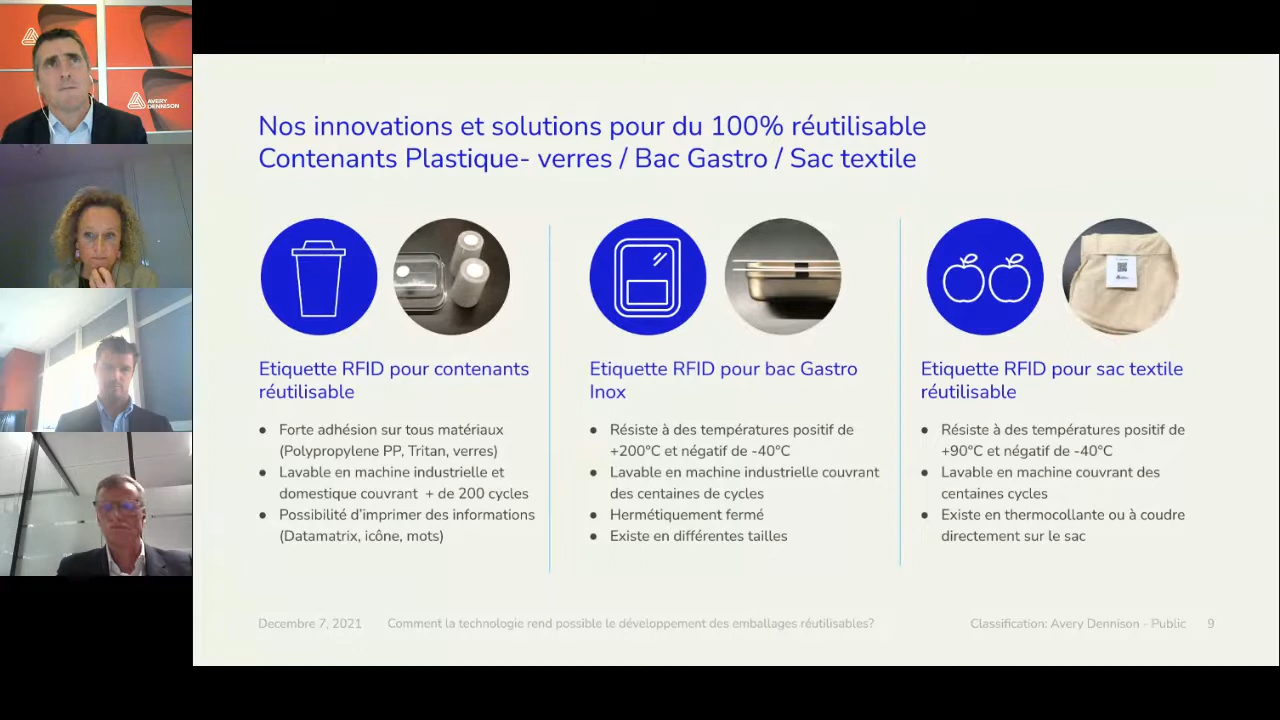 AVERY
DENNISON
Nos innovations et solutions pour du 100% réutilisable
Contenants Plastique- verres / Bac Gastro / Sac textile
Etiquette RFID pour contenants
réutilisable
● Forte adhésion sur tous matériaux
(Polypropylene PP, Tritan, verres)
● Lavable en machine industrielle et
domestique couvrant + de 200 cycles
● Possibilité d'imprimer des informations
(Datamatrix, icône, mots)
Etiquette RFID pour bac Gastro
Inox
● Résiste à des températures positif de
+200°C et négatif de -40°C
● Lavable en machine industrielle couvrant
des centaines de cycles
● Hermétiquement fermé
● Existe en différentes tailles
Etiquette RFID pour sac textile
réutilisable
● Résiste à des températures positif de
+90°C et négatif de -40°C
● Lavable en machine couvrant des
centaines cycles
● Existe en thermocollante ou à coudre
directement sur le sac
Decembre 7, 2021
Comment la technologie rend possible le développement des emballages réutilisables?
Classification: Avery Dennison - Public
9